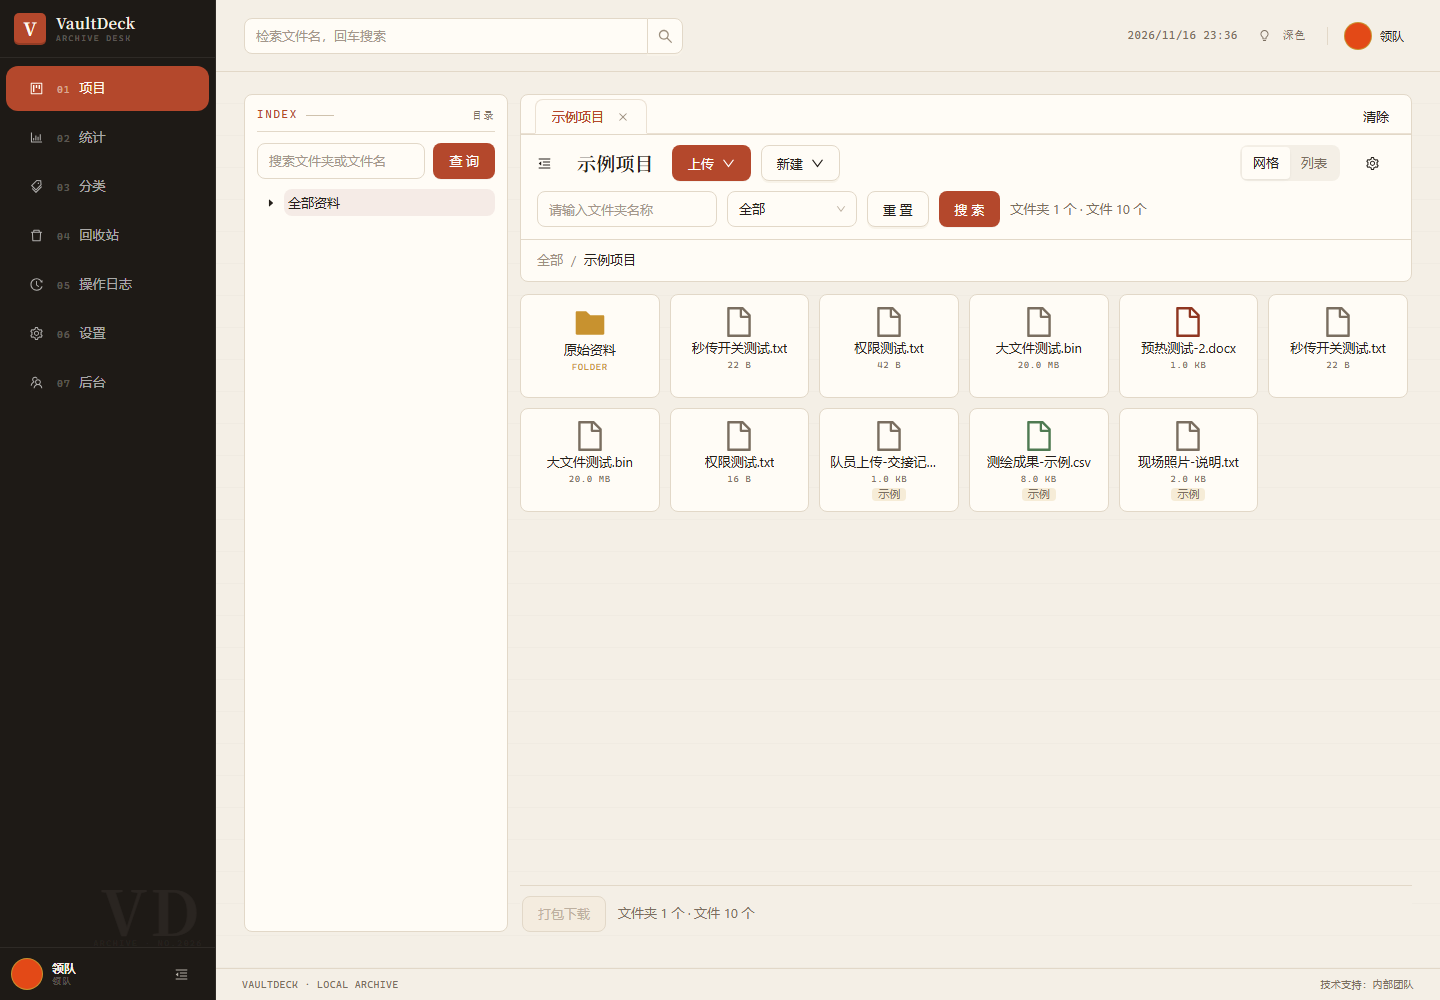 V VaultDeck
ARCHIVE DESK
01 项目
02 统计
03 分类
04 回收站
05 操作日志
06 设置
07 后台
VD
领队
领队
检索文件名，回车搜索
2026/11/16 23:36 深色 领队
INDEX 目录
搜索文件夹或文件名 查询
全部资料
示例项目 清除
示例项目 上传 新建 网格 列表
请输入文件夹名称 全部 重置 搜索 文件夹 1 个 · 文件 10 个
全部 / 示例项目
原始资料
FOLDER
秒传开关测试.txt
22 B
权限测试.txt
42 B
大文件测试.bin
20.0 MB
预热测试-2.docx
1.0 KB
秒传开关测试.txt
22 B
大文件测试.bin
20.0 MB
权限测试.txt
16 B
队员上传-交接记...
1.0 KB
示例
测绘成果-示例.csv
8.0 KB
示例
现场照片-说明.txt
2.0 KB
示例
打包下载 文件夹 1 个 · 文件 10 个
VAULTDECK · LOCAL ARCHIVE 技术支持：内部团队